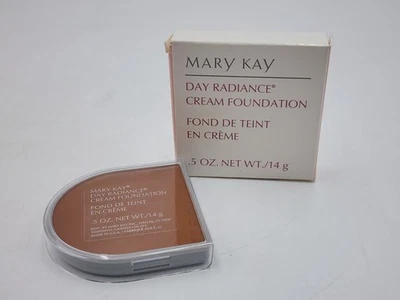 MARY KAY
DAY RADIANCE®
CREAM FOUNDATION
FOND DE TEINT
EN CRÈME
.5 OZ. NET WT./14 g
MARY KAY
DAY RADIANCE®
CREAM FOUNDATION
FOND DE TEINT
EN CRÈME
.5 OZ. NET WT./14 g